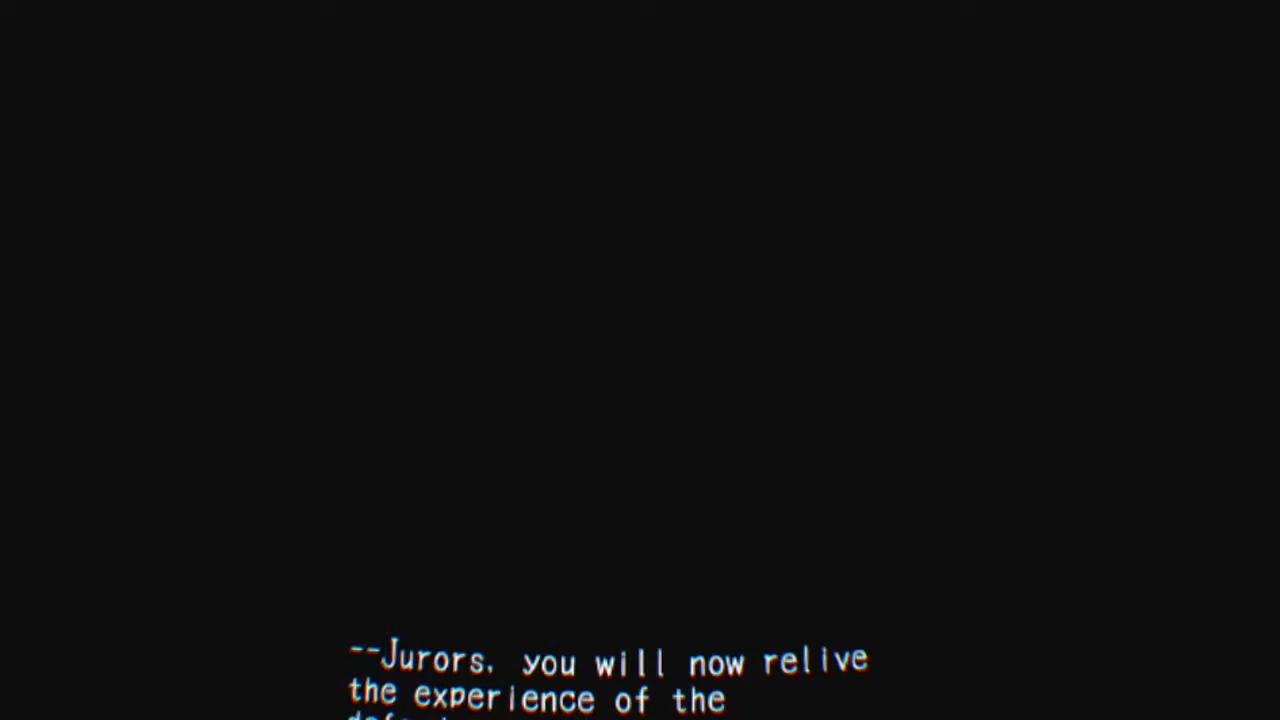 --Jurors, you will now relive
the experience of the